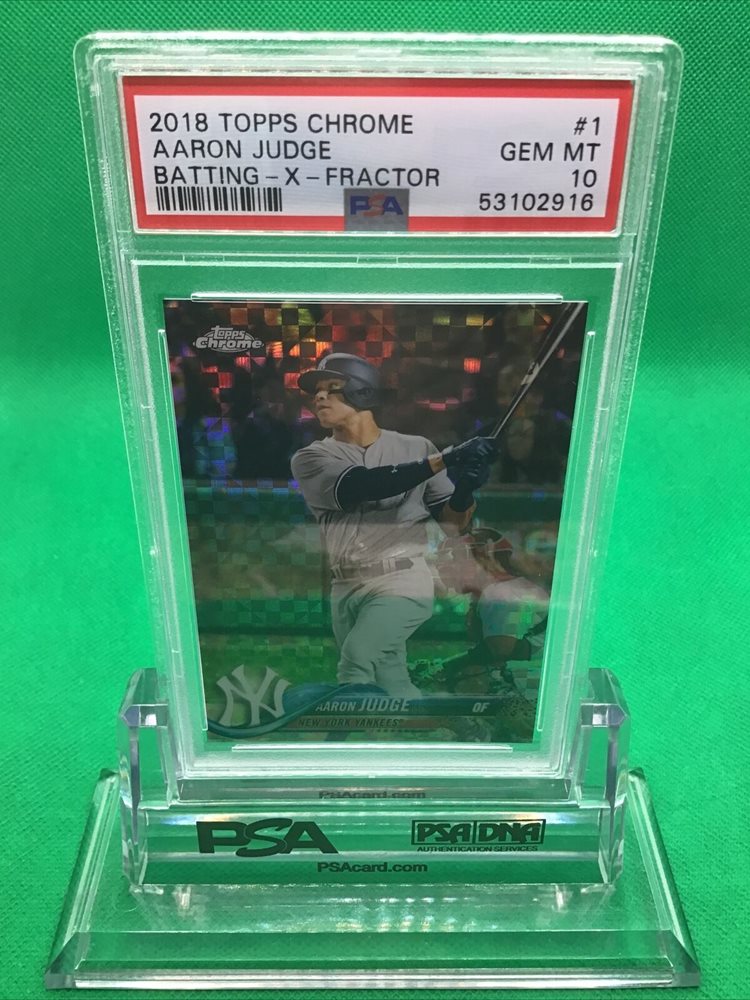 2018 TOPPS CHROME #1
AARON JUDGE GEM MT
BATTING - X - FRACTOR 10
PSA 53102916
Topps
Chrome
NY
AARON JUDGE OF
NEW YORK YANKEES
PSAcard.com
PSA PSA DNA
AUTHENTICATION SERVICES
PSAcard.com